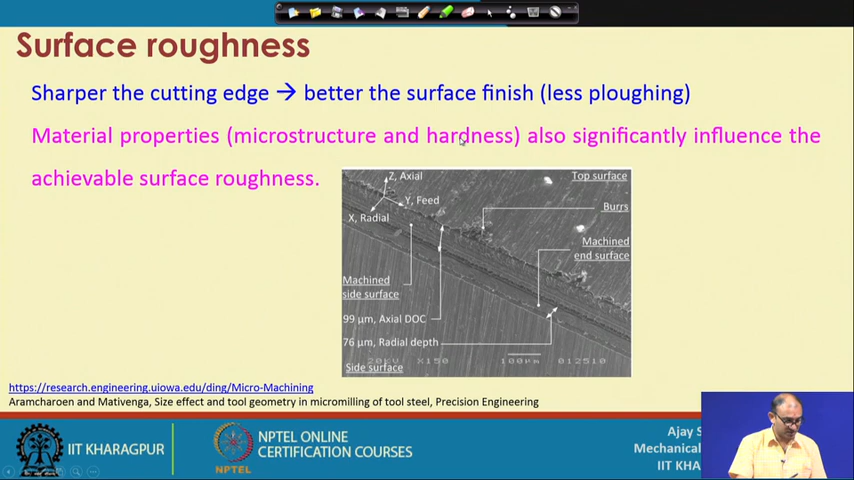 Surface roughness
Sharper the cutting edge → better the surface finish (less ploughing)
Material properties (microstructure and hardness) also significantly influence the
achievable surface roughness.
Z, Axial
Top surface
Y, Feed
Burrs
X, Radial
Machined
end surface
Machined
side surface
99 µm, Axial DOC
76 µm, Radial depth
Side surface
20KV X150 100µm 012510
https://research.engineering.uiowa.edu/ding/Micro-Machining
Aramcharoen and Mativenga, Size effect and tool geometry in micromilling of tool steel, Precision Engineering
IIT KHARAGPUR
NPTEL
NPTEL ONLINE
CERTIFICATION COURSES
Ajay S
Mechanical
IIT KHA